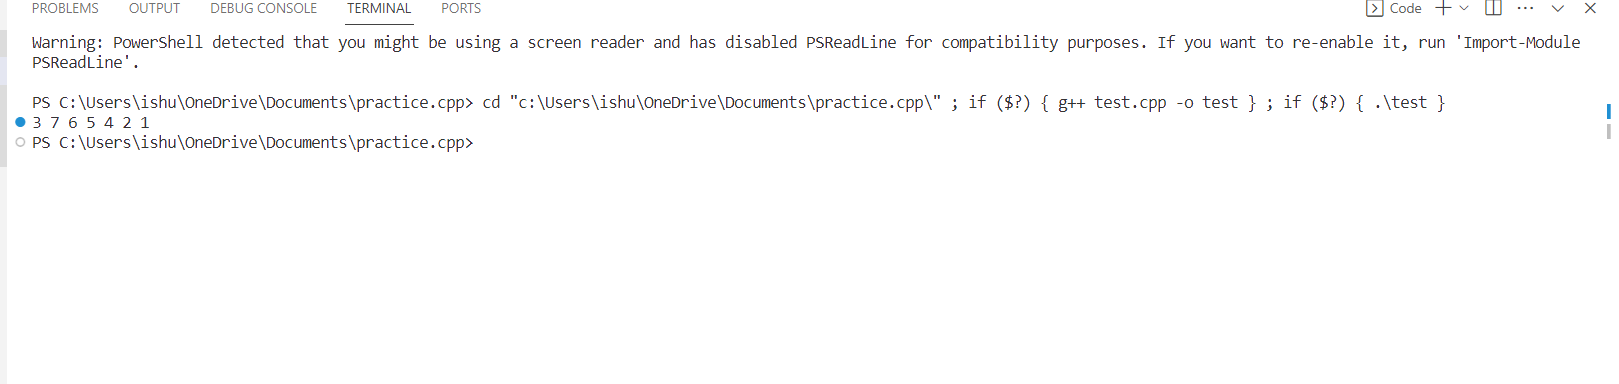 PROBLEMS OUTPUT DEBUG CONSOLE TERMINAL PORTS Code
Warning: PowerShell detected that you might be using a screen reader and has disabled PSReadLine for compatibility purposes. If you want to re-enable it, run 'Import-Module
PSReadLine'.
PS C:\Users\ishu\OneDrive\Documents\practice.cpp> cd "c:\Users\ishu\OneDrive\Documents\practice.cpp\" ; if ($?) { g++ test.cpp -o test } ; if ($?) { .\test }
3 7 6 5 4 2 1
PS C:\Users\ishu\OneDrive\Documents\practice.cpp>